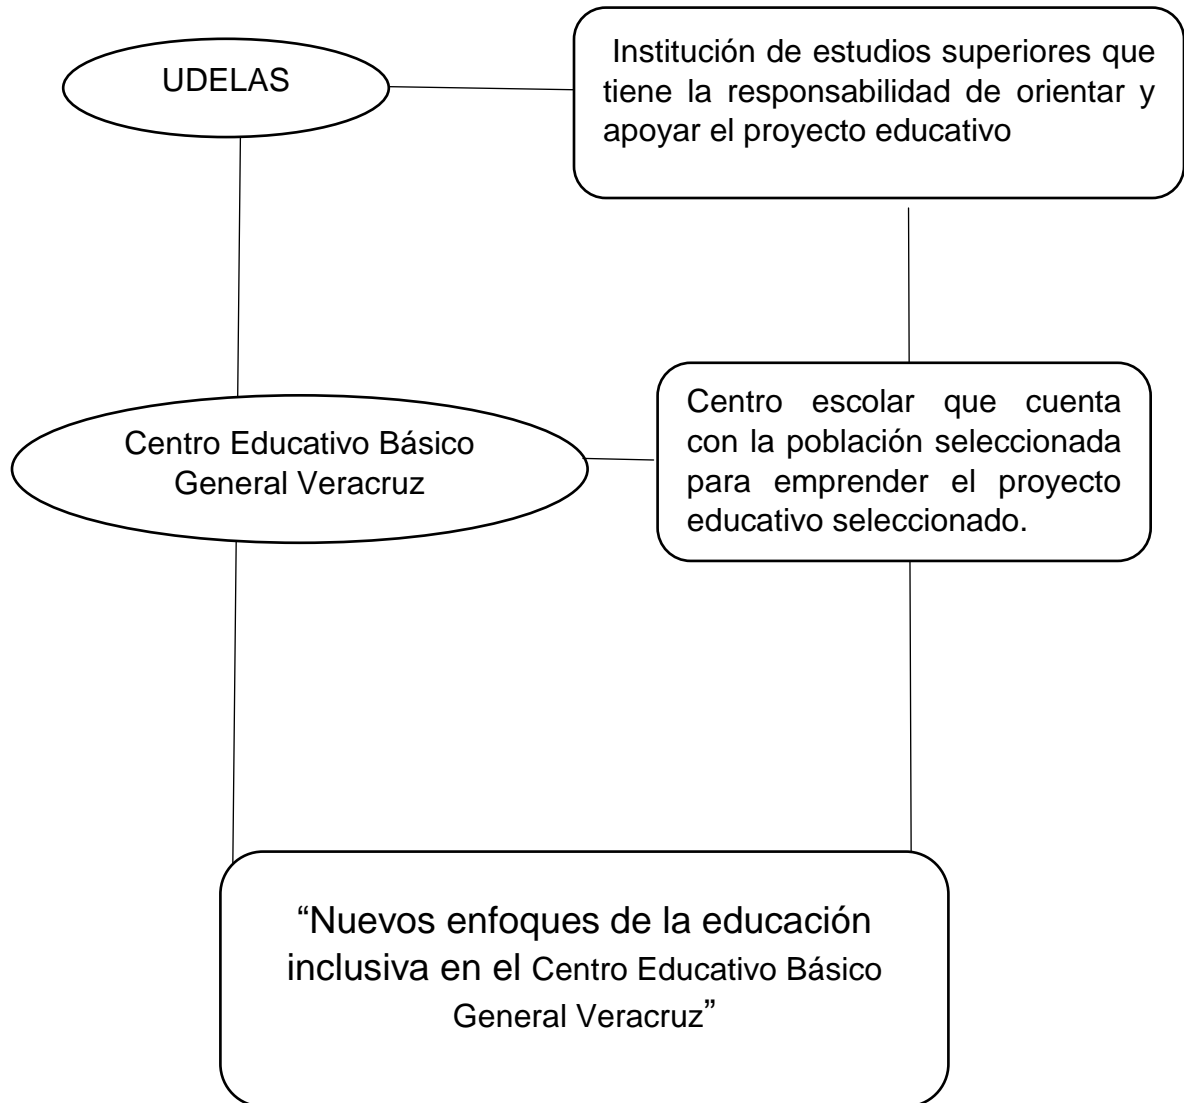 UDELAS
Institución de estudios superiores que
tiene la responsabilidad de orientar y
apoyar el proyecto educativo
Centro Educativo Básico
General Veracruz
Centro escolar que cuenta
con la población seleccionada
para emprender el proyecto
educativo seleccionado.
“Nuevos enfoques de la educación
inclusiva en el Centro Educativo Básico
General Veracruz”